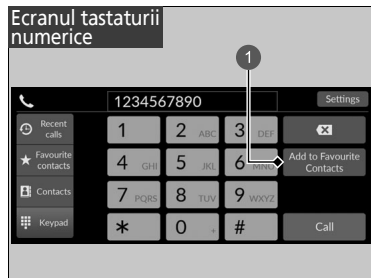 Ecranul tastaturii
numerice
1
1234567890
Settings
Recent
calls
1
2 ABC
3 DEF
Favourite
contacts
4 GHI
5 JKL
6 MNO
Add to Favourite
Contacts
Contacts
7 PQRS
8 TUV
9 WXYZ
Keypad
*
0 +
#
Call